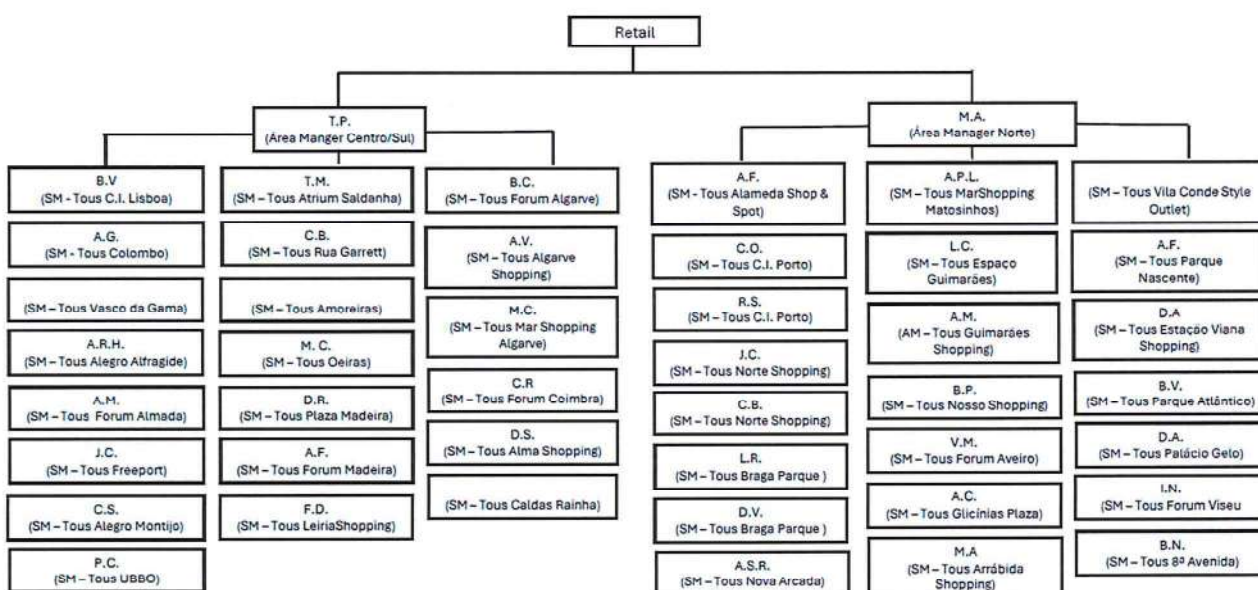 Retail
T.P.
(Área Manger Centro/Sul)
M.A.
(Área Manager Norte)
B.V
(SM - Tous C.I. Lisboa)
A.G.
(SM - Tous Colombo)
(SM – Tous Vasco da Gama)
A.R.H.
(SM – Tous Alegro Alfragide)
A.M.
(SM – Tous Forum Almada)
J.C.
(SM – Tous Freeport)
C.S.
(SM – Tous Alegro Montijo)
P.C.
(SM – Tous UBBO)
T.M.
(SM – Tous Atrium Saldanha)
C.B.
(SM – Tous Rua Garrett)
(SM – Tous Amoreiras)
M. C.
(SM – Tous Oeiras)
D.R.
(SM – Tous Plaza Madeira)
A.F.
(SM – Tous Forum Madeira)
F.D.
(SM – Tous LeiriaShopping)
B.C.
(SM – Tous Forum Algarve)
A.V.
(SM – Tous Algarve
Shopping)
M.C.
(SM – Tous Mar Shopping
Algarve)
C.R
(SM – Tous Forum Coimbra)
D.S.
(SM – Tous Alma Shopping)
(SM – Tous Caldas Rainha)
A.F.
(SM - Tous Alameda Shop &
Spot)
C.O.
(SM – Tous C.I. Porto)
R.S.
(SM – Tous C.I. Porto)
J.C.
(SM – Tous Norte Shopping)
C.B.
(SM – Tous Norte Shopping)
L.R.
(SM – Tous Braga Parque )
D.V.
(SM – Tous Braga Parque )
A.S.R.
(SM – Tous Nova Arcada)
A.P.L.
(SM – Tous MarShopping
Matosinhos)
L.C.
(SM – Tous Espaço
Guimarães)
A.M.
(AM – Tous Guimarães
Shopping)
B.P.
(SM – Tous Nosso Shopping)
V.M.
(SM – Tous Forum Aveiro)
A.C.
(SM – Tous Glicínias Plaza)
M.A
(SM – Tous Arrábida
Shopping)
(SM – Tous Vila Conde Style
Outlet)
A.F.
(SM – Tous Parque
Nascente)
D.A
(SM – Tous Estação Viana
Shopping)
B.V.
(SM – Tous Parque Atlântico)
D.A.
(SM – Tous Palácio Gelo)
I.N.
(SM – Tous Forum Viseu
B.N.
(SM – Tous 8ª Avenida)